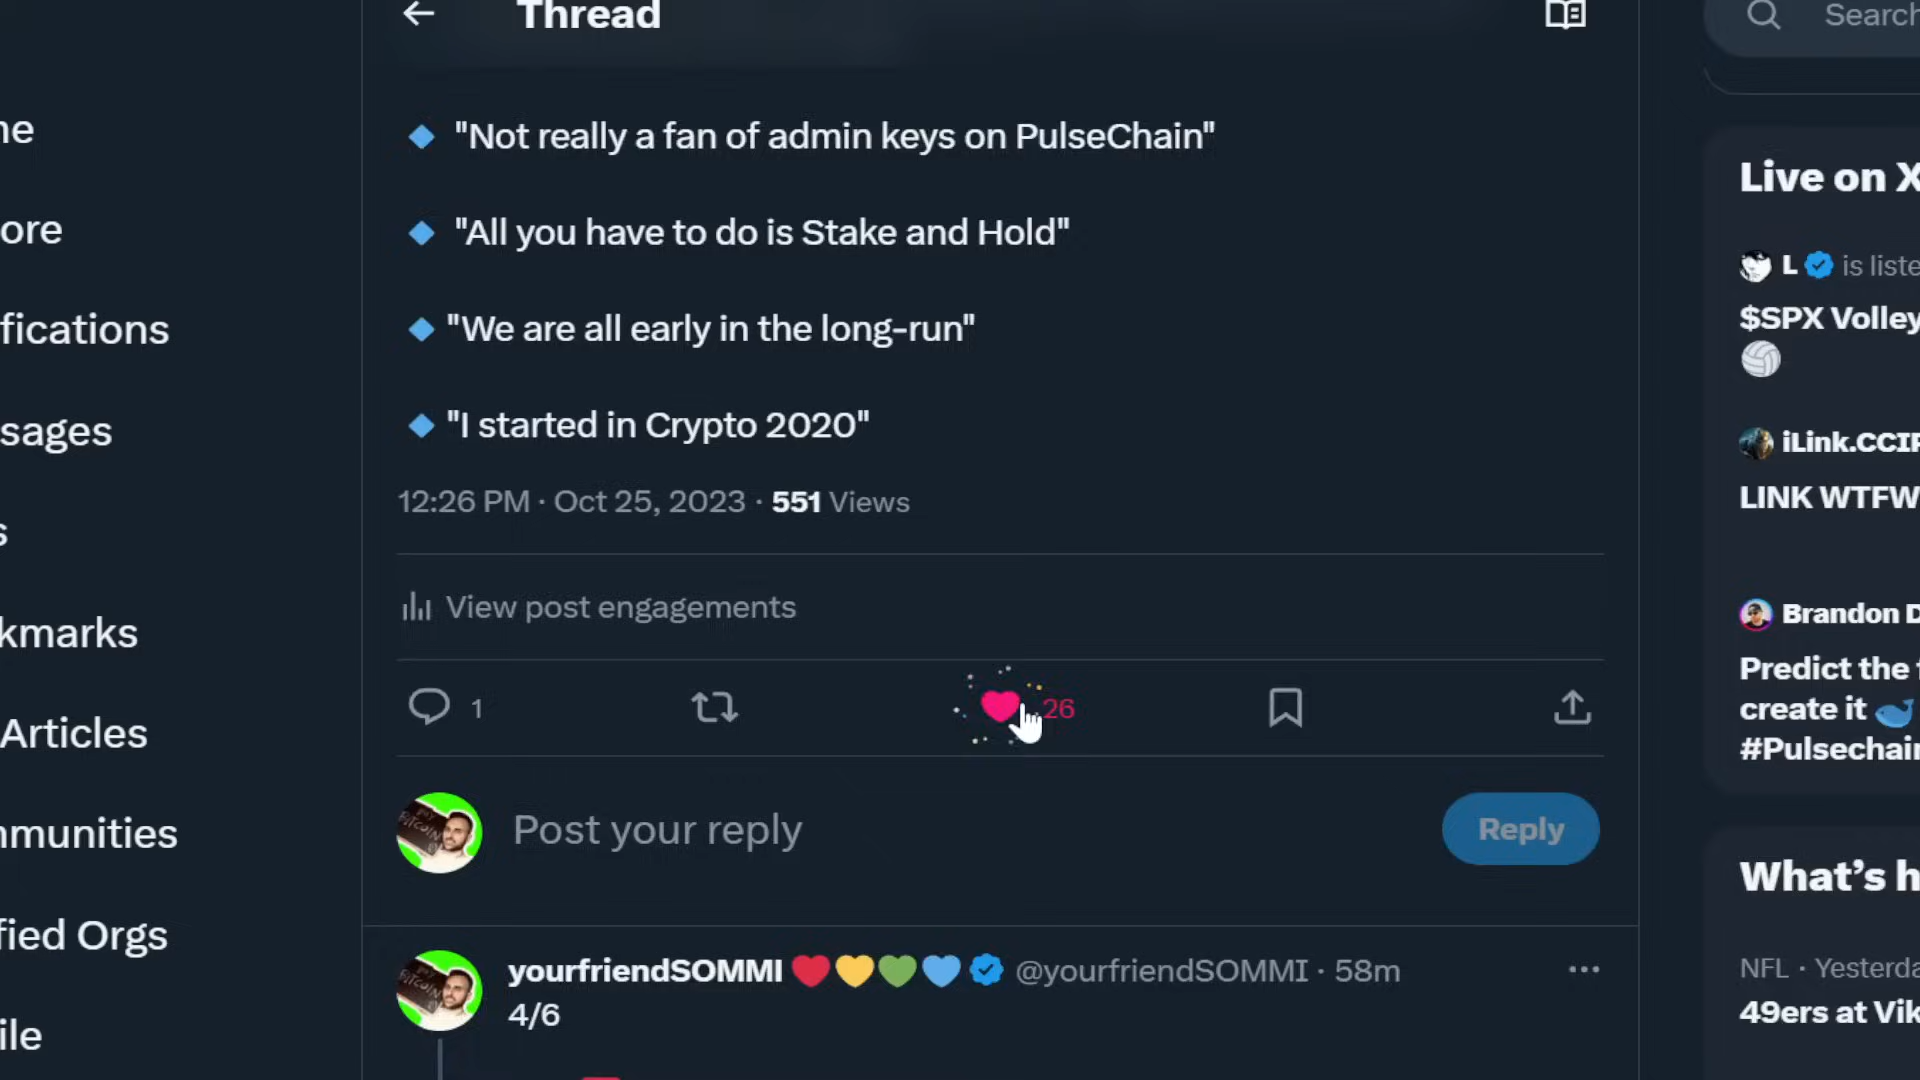 Thread
Search
"Not really a fan of admin keys on PulseChain"
"All you have to do is Stake and Hold"
"We are all early in the long-run"
"I started in Crypto 2020"
12:26 PM · Oct 25, 2023 · 551 Views
View post engagements
1
26
Post your reply
Reply
yourfriendSOMMI @yourfriendSOMMI · 58m
4/6
ne
ore
fications
sages
s
kmarks
Articles
mmunities
fied Orgs
ile
Live on X
L is liste
$SPX Volley
iLink.CCIP
LINK WTFW
Brandon D
Predict the f
create it
#Pulsechain
What's h
NFL · Yesterda
49ers at Vik